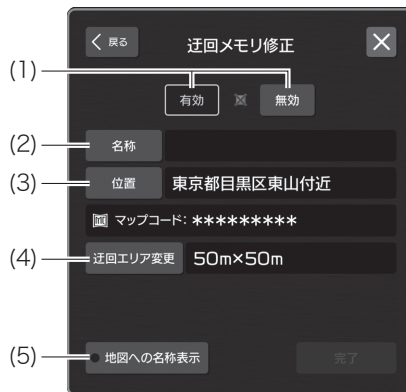 戻る 迂回メモリ修正
(1)
有効 無効
(2) 名称
(3) 位置 東京都目黒区東山付近
マップコード：*********
(4) 迂回エリア変更 50m×50m
(5) 地図への名称表示 完了